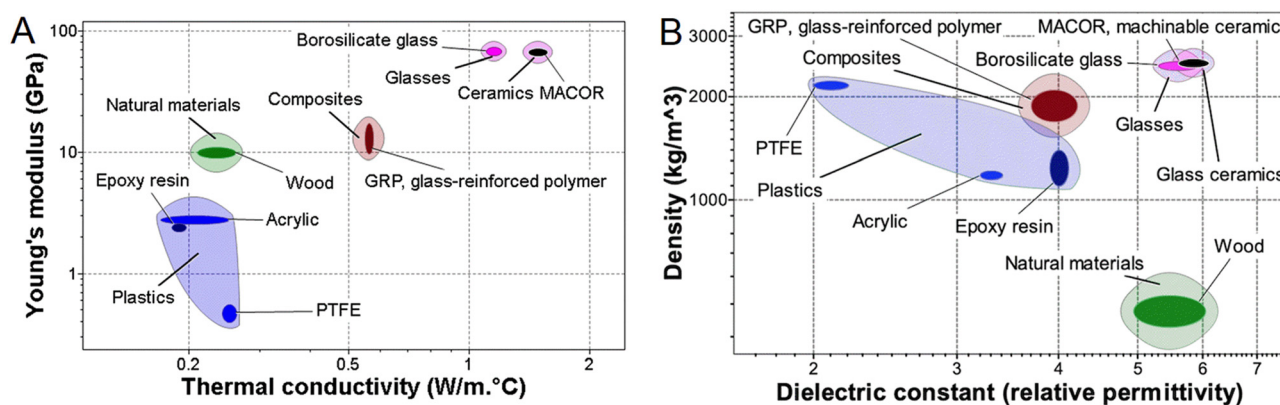 A
Young's modulus (GPa)
100
10
1
Borosilicate glass
Glasses
Ceramics MACOR
Natural materials
Composites
Wood
GRP, glass-reinforced polymer
Epoxy resin
Acrylic
Plastics
PTFE
0.2
0.5
1
2
Thermal conductivity (W/m.°C)
B
Density (kg/m^3)
3000
2000
1000
GRP, glass-reinforced polymer
MACOR, machinable ceramic
Composites
Borosilicate glass
PTFE
Glasses
Plastics
Glass ceramics
Acrylic
Epoxy resin
Natural materials
Wood
2
3
4
5
6
7
Dielectric constant (relative permittivity)